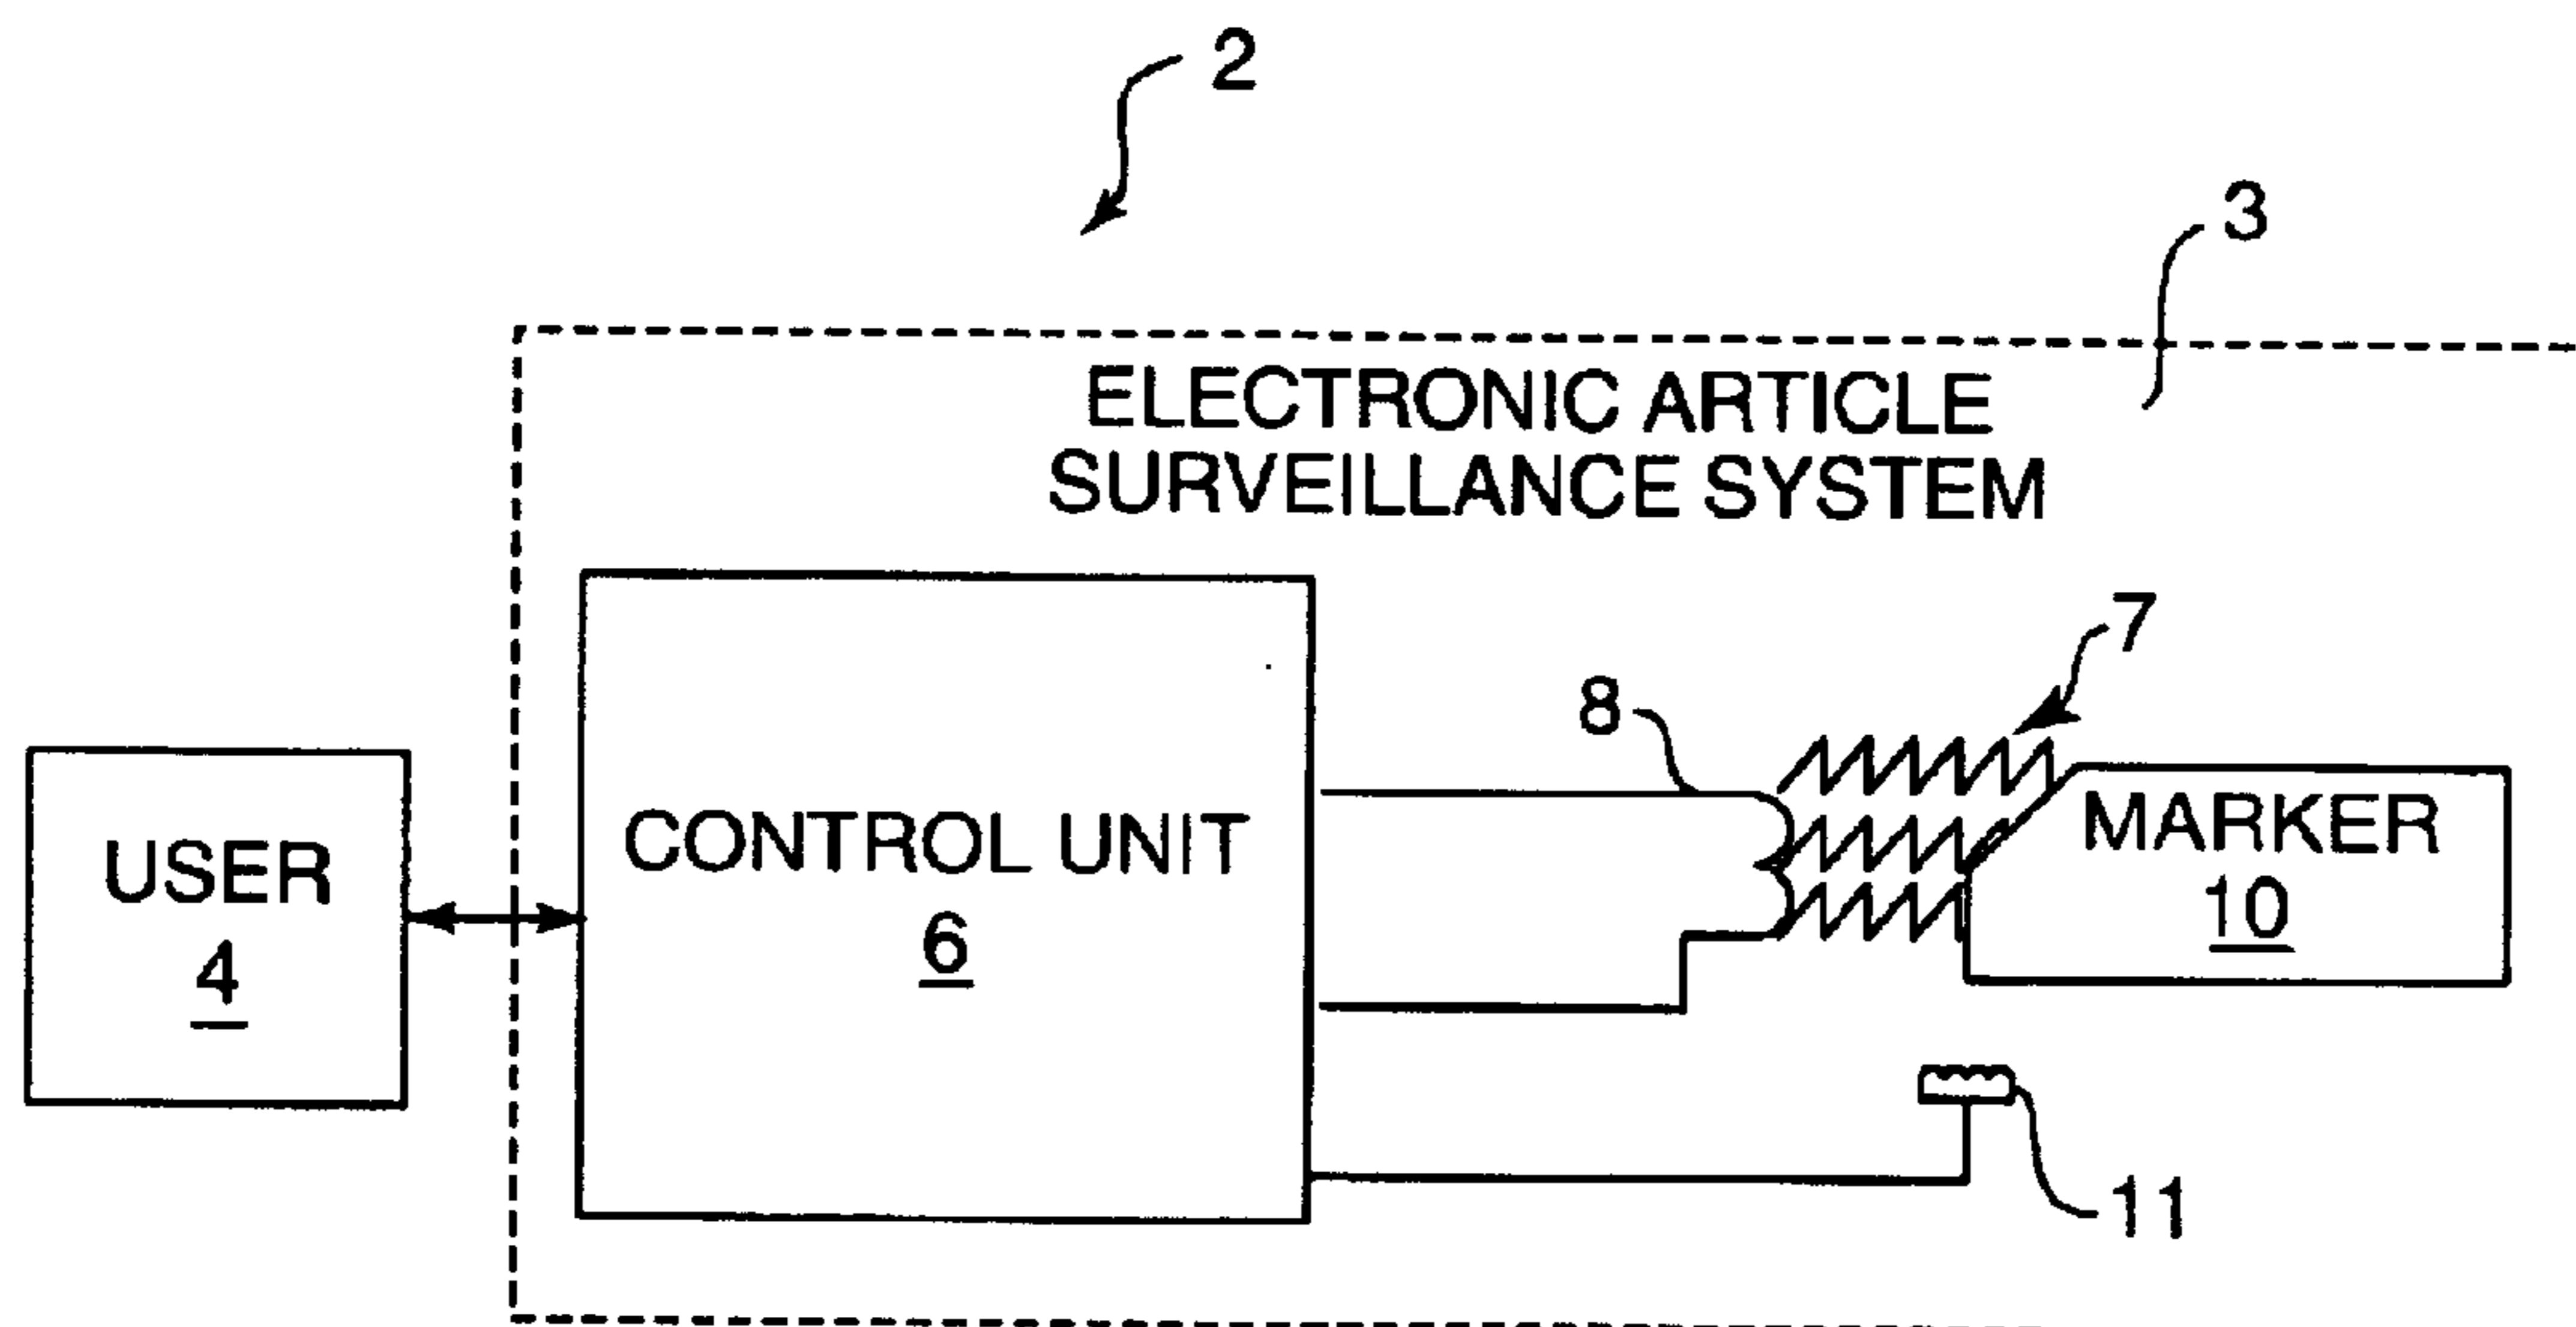 2
3
ELECTRONIC ARTICLE
SURVEILLANCE SYSTEM
7
8
USER
4
CONTROL UNIT
6
MARKER
10
11